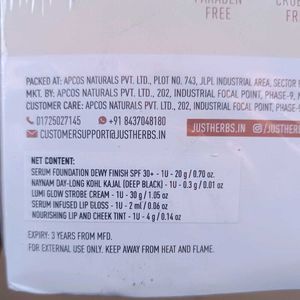 PARABEN
FREE
FREE
PACKED AT: APCOS NATURALS PVT. LTD., PLOT NO. 743, JLPL INDUSTRIAL AREA, SECTOR
MKT. BY: APCOS NATURALS PVT. LTD., 202, INDUSTRIAL FOCAL POINT, PHASE-9,
CUSTOMER CARE: APCOS NATURALS PVT. LTD., 202, INDUSTRIAL FOCAL POINT, PHASE-9
01725027145 +91 8437048180 JUSTHERBS.IN JUSTHERBS
CUSTOMERSUPPORT@JUSTHERBS.IN
NET QUANTITY:
SERUM FOUNDATION DEWY FINISH SPF 30+ - 1U - 20 g / 0.70 oz.
NAYNAM DAY-LONG KOHL KAJAL (DEEP BLACK) - 1U - 0.3 g / 0.01 oz
LUMI GLOW STROBE CREAM - 1U - 30 g / 1.05 oz
SERUM INFUSED LIP GLOSS - 1U - 2 ml / 0.06 oz
NOURISHING LIP AND CHEEK TINT - 1U - 4 g / 0.14 oz
EXPIRY: 3 YEARS FROM MFD.
FOR EXTERNAL USE ONLY. KEEP AWAY FROM HEAT AND FLAME.